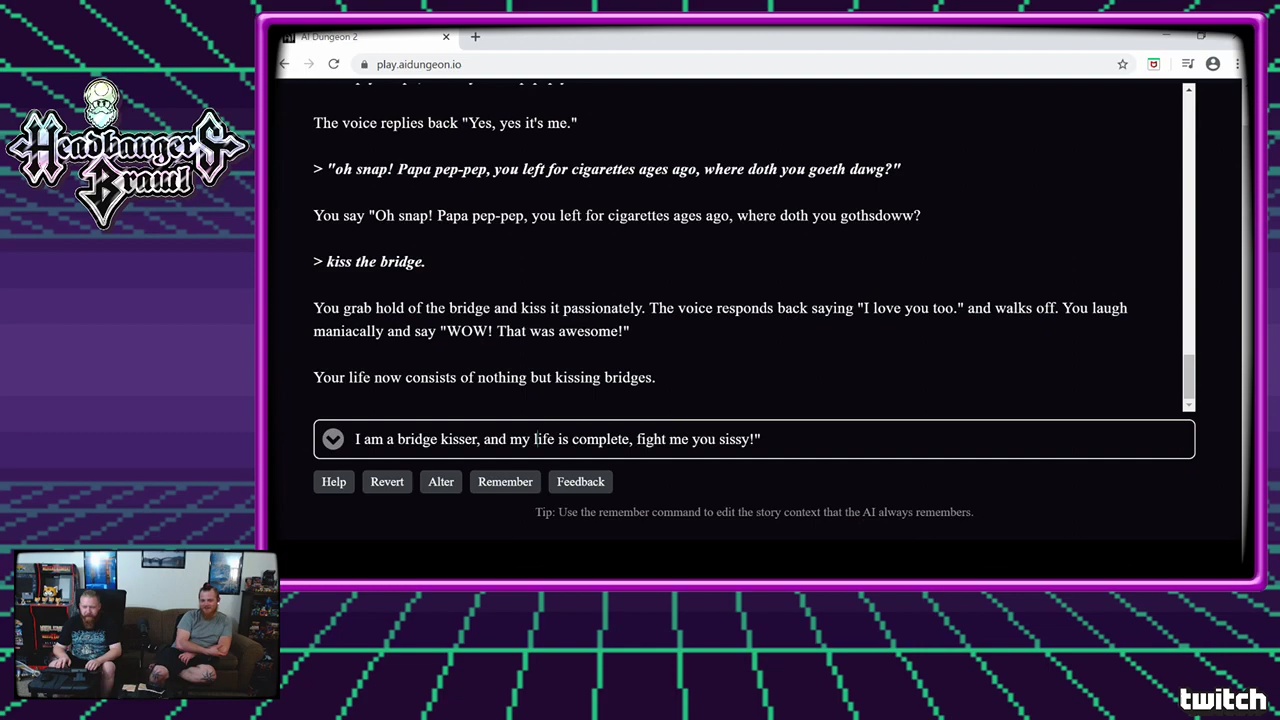 AI Dungeon 2
play.aidungeon.io
Headbangers
Brawl
The voice replies back "Yes, yes it's me."
> "oh snap! Papa pep-pep, you left for cigarettes ages ago, where doth you goeth dawg?"
You say "Oh snap! Papa pep-pep, you left for cigarettes ages ago, where doth you gothsdoww?
> kiss the bridge.
You grab hold of the bridge and kiss it passionately. The voice responds back saying "I love you too." and walks off. You laugh
maniacally and say "WOW! That was awesome!"
Your life now consists of nothing but kissing bridges.
I am a bridge kisser, and my life is complete, fight me you sissy!"
Help Revert Alter Remember Feedback
Tip: Use the remember command to edit the story context that the AI always remembers.
twitch